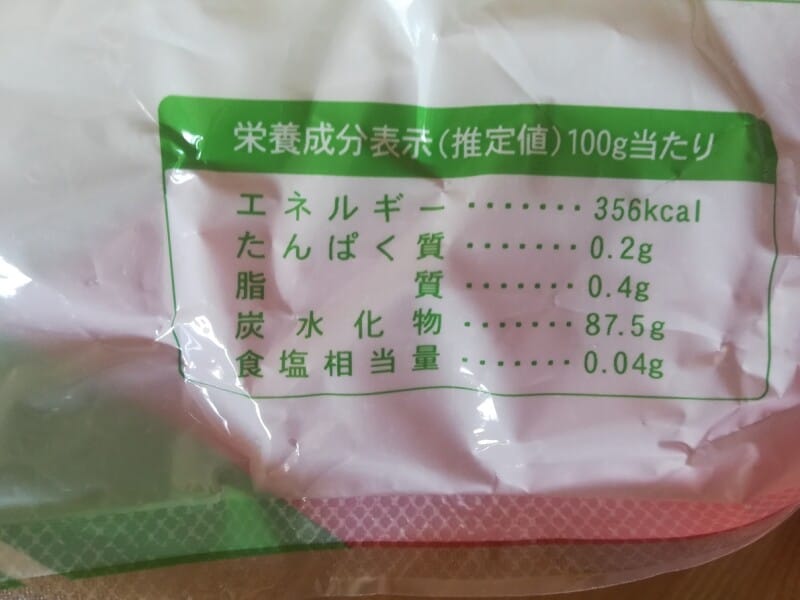 栄養成分表示(推定値)100g当たり
エネルギー・・・・・・・356kcal
たんぱく質・・・・・・・0.2g
脂質・・・・・・・0.4g
炭水化物・・・・・・・87.5g
食塩相当量・・・・・・・0.04g